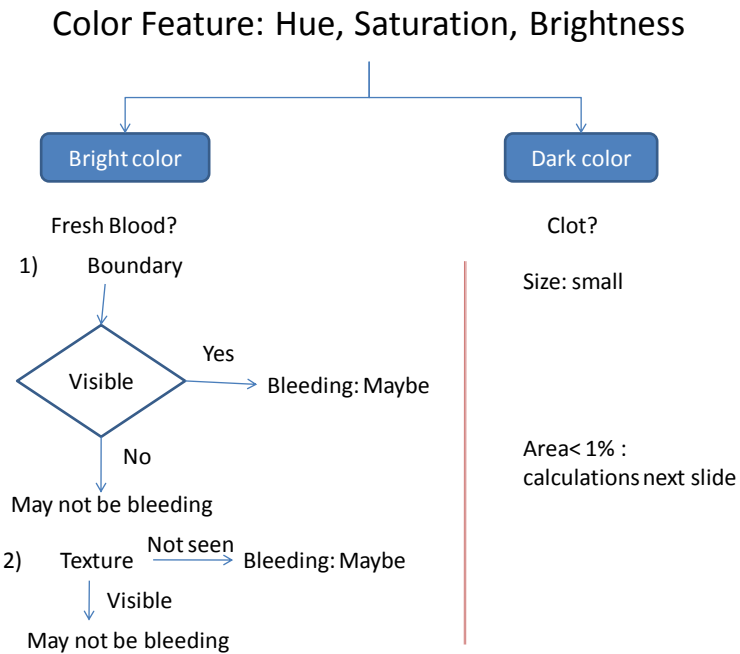 Color Feature: Hue, Saturation, Brightness
Bright color
Dark color
Fresh Blood?
Clot?
1) Boundary
Size: small
Visible
Yes
Bleeding: Maybe
No
May not be bleeding
Area< 1% :
calculations next slide
2) Texture
Not seen
Bleeding: Maybe
Visible
May not be bleeding